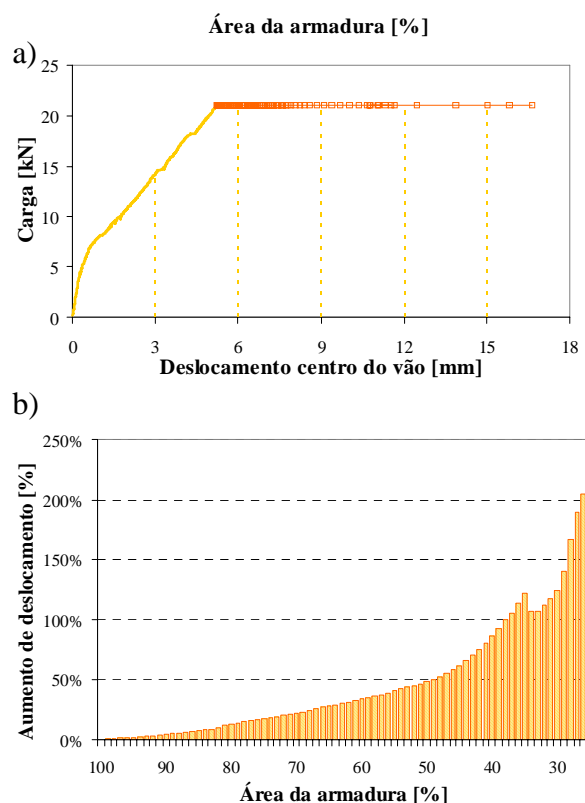 Área da armadura [%]
a)
25
20
15
10
5
0
Carga [kN]
0 3 6 9 12 15 18
Deslocamento centro do vão [mm]
b)
250%
200%
150%
100%
50%
0%
Aumento de deslocamento [%]
100 90 80 70 60 50 40 30
Área da armadura [%]